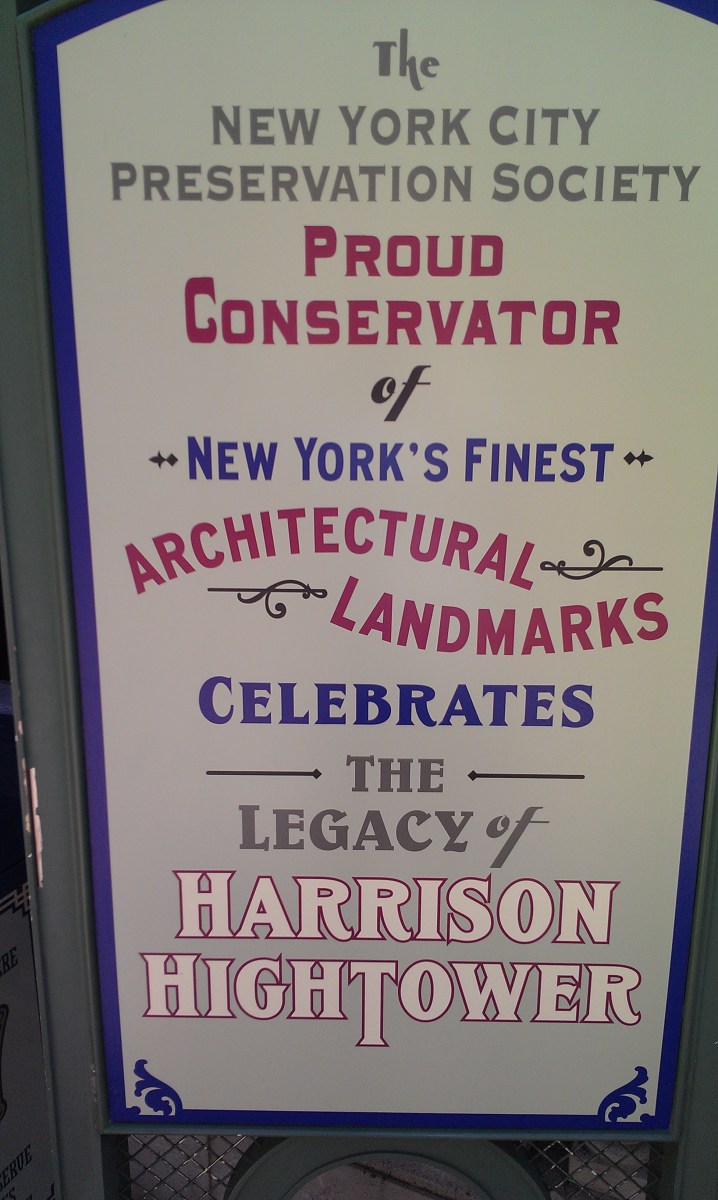 The
NEW YORK CITY
PRESERVATION SOCIETY
PROUD
CONSERVATOR
of
NEW YORK'S FINEST
ARCHITECTURAL
LANDMARKS
CELEBRATES
THE
LEGACY of
HARRISON
HIGHTOWER